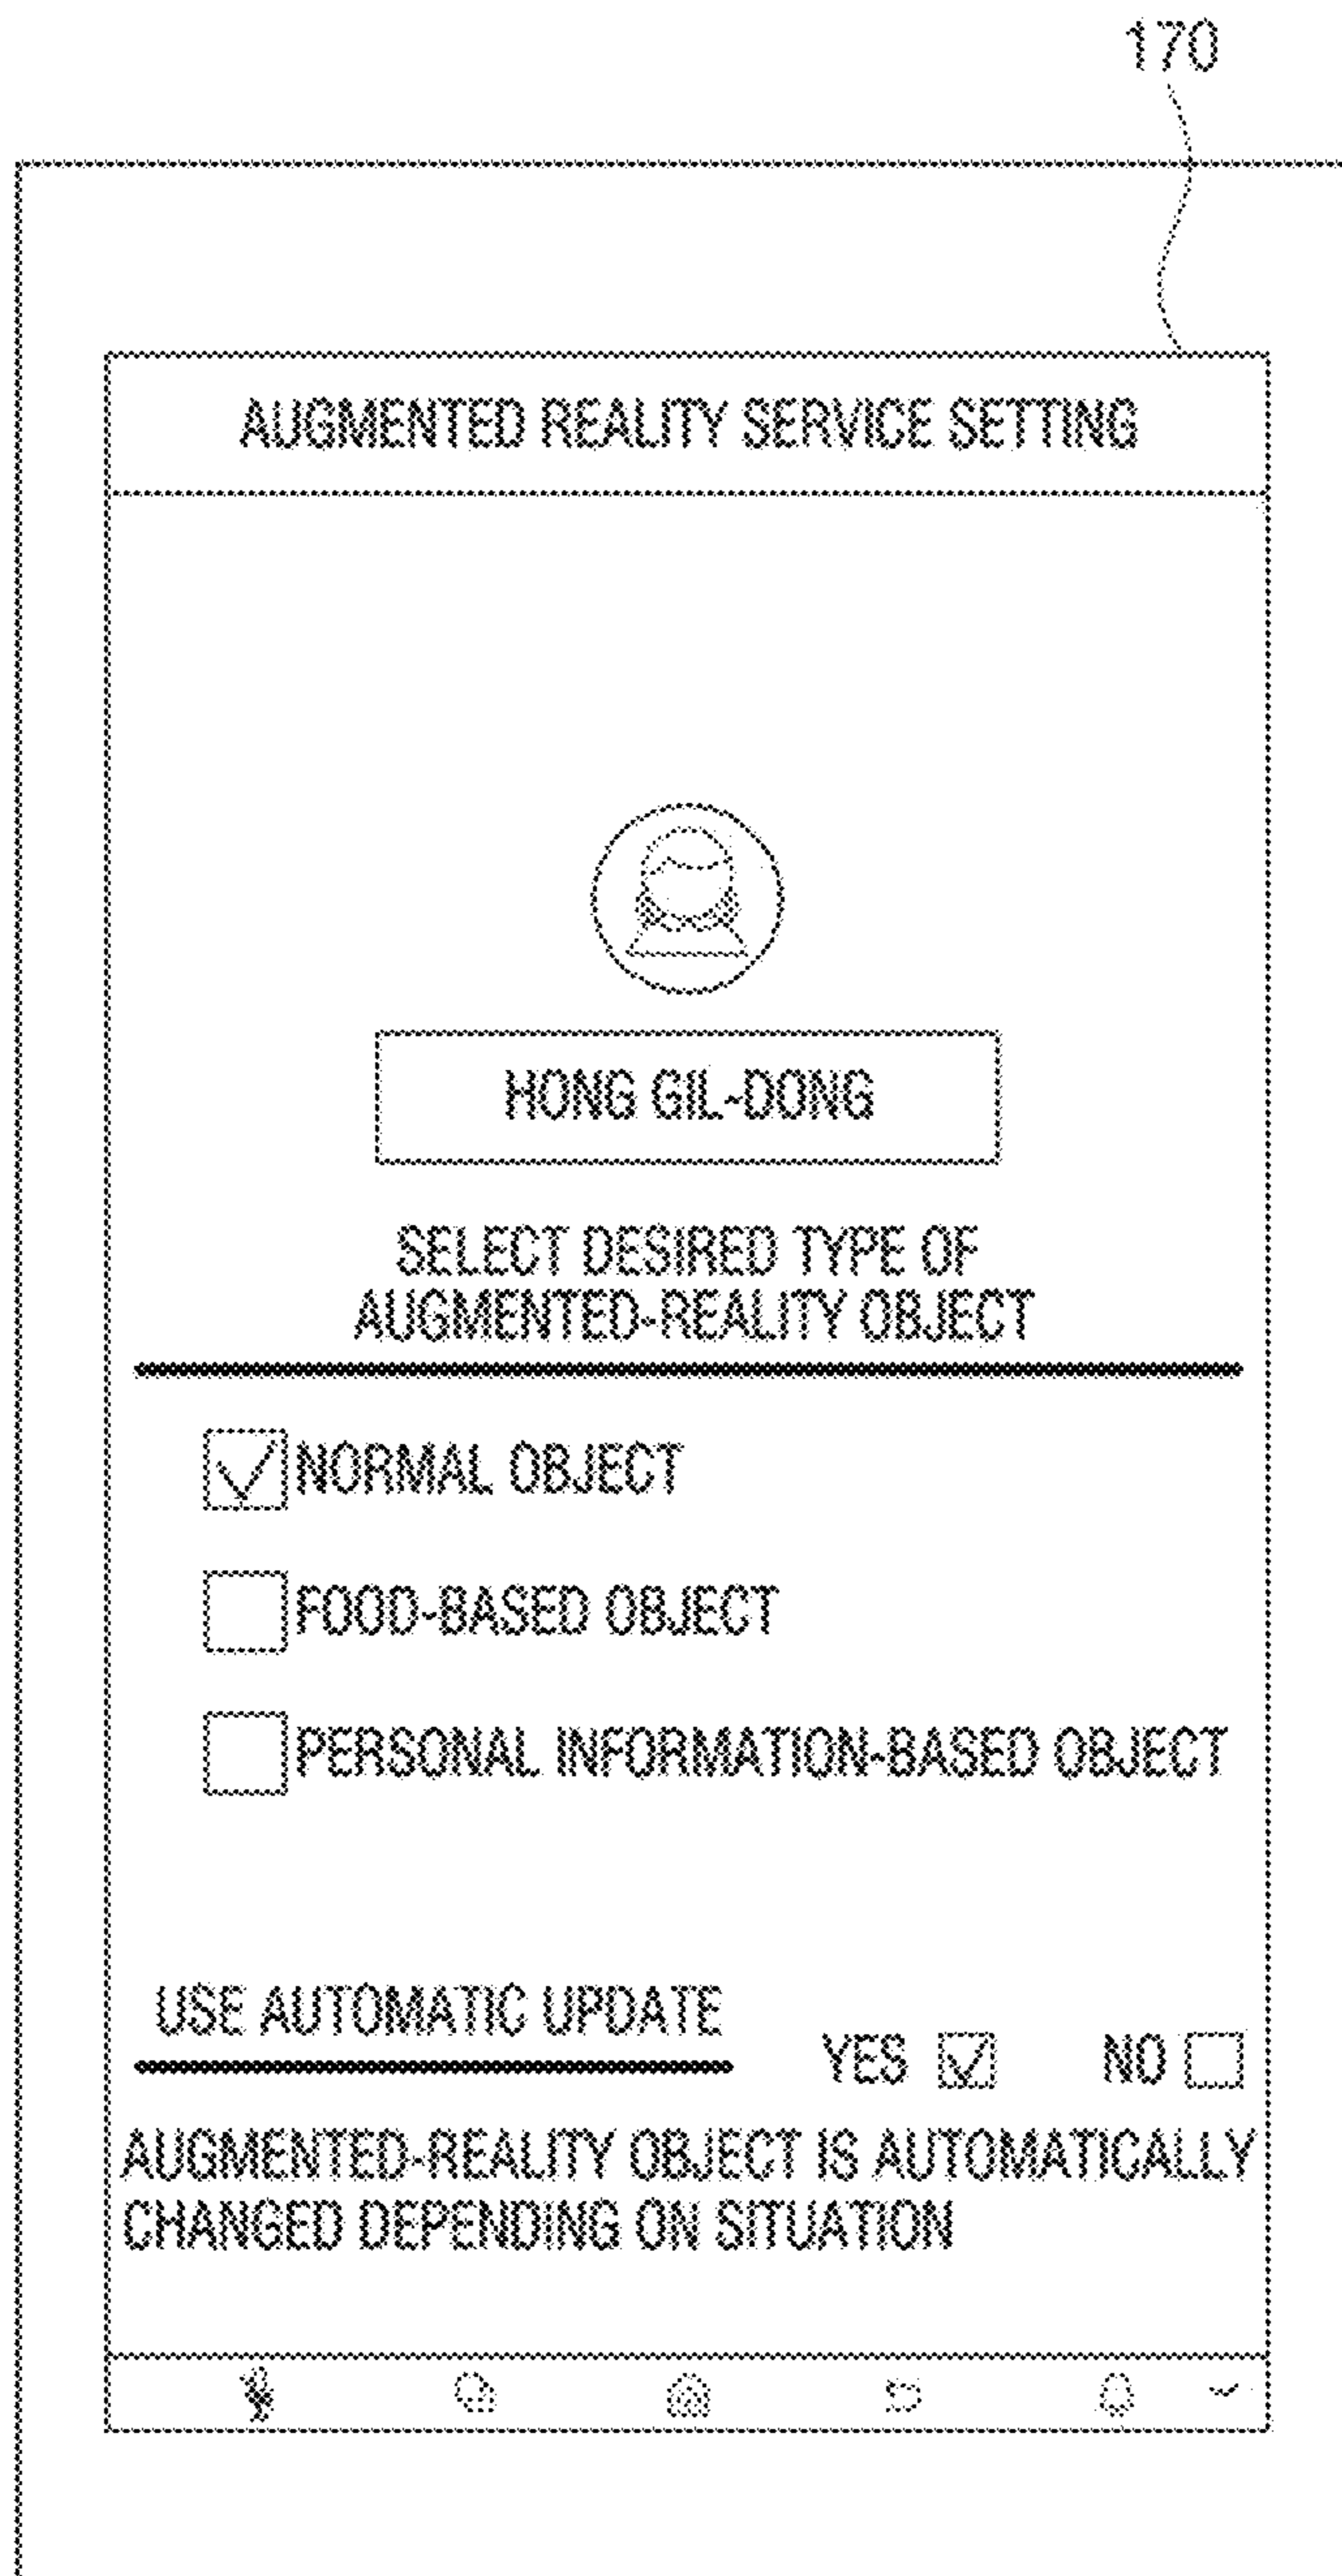 170
AUGMENTED REALITY SERVICE SETTING
HONG GIL-DONG
SELECT DESIRED TYPE OF
AUGMENTED-REALITY OBJECT
NORMAL OBJECT
FOOD-BASED OBJECT
PERSONAL INFORMATION-BASED OBJECT
USE AUTOMATIC UPDATE
YES NO
AUGMENTED-REALITY OBJECT IS AUTOMATICALLY
CHANGED DEPENDING ON SITUATION